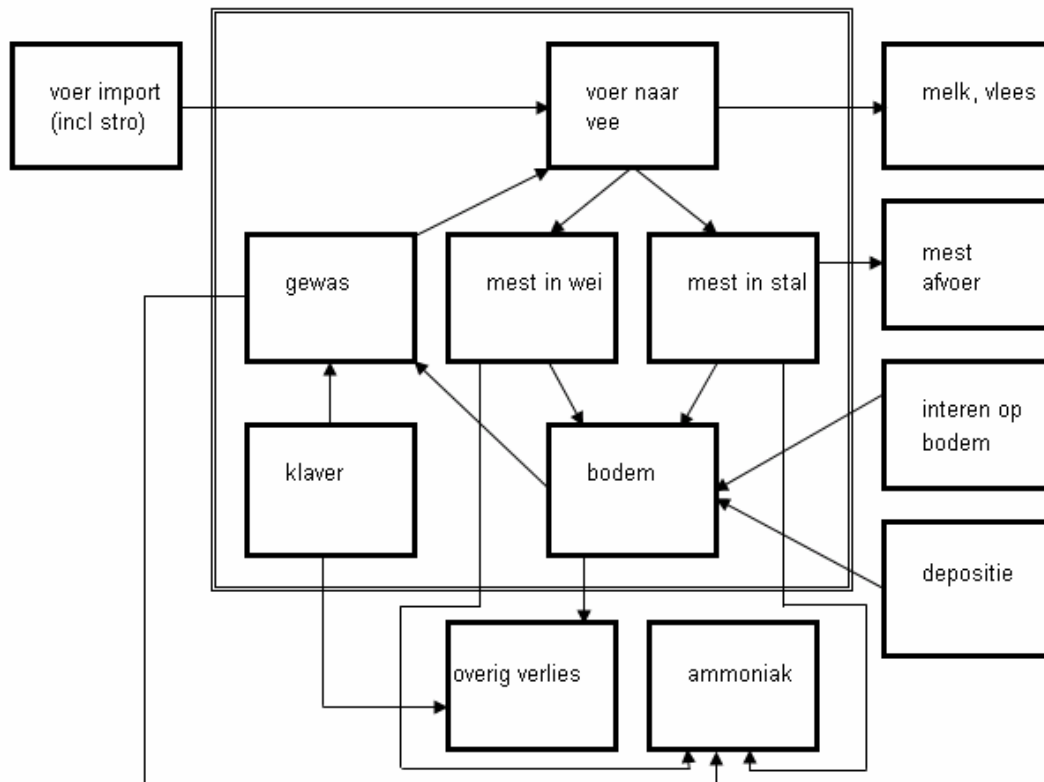 voer import
(incl stro)
voer naar
vee
melk, vlees
gewas
mest in wei
mest in stal
mest
afvoer
klaver
bodem
interen op
bodem
depositie
overig verlies
ammoniak